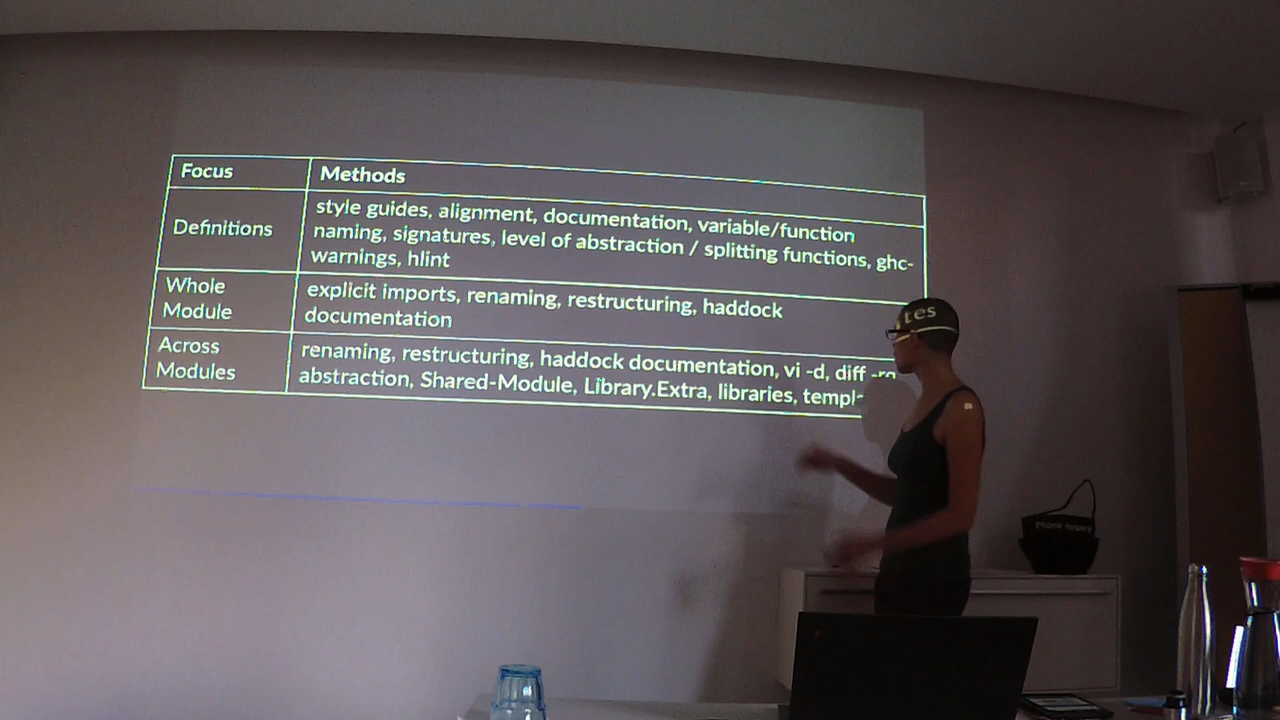 Focus
Methods
Definitions
style guides, alignment, documentation, variable/function
naming, signatures, level of abstraction / splitting functions, ghc-
warnings, hlint
Whole
Module
explicit imports, renaming, restructuring, haddock
documentation
Across
Modules
renaming, restructuring, haddock documentation, vi -d, diff
abstraction, Shared-Module, Library.Extra, libraries,
tes